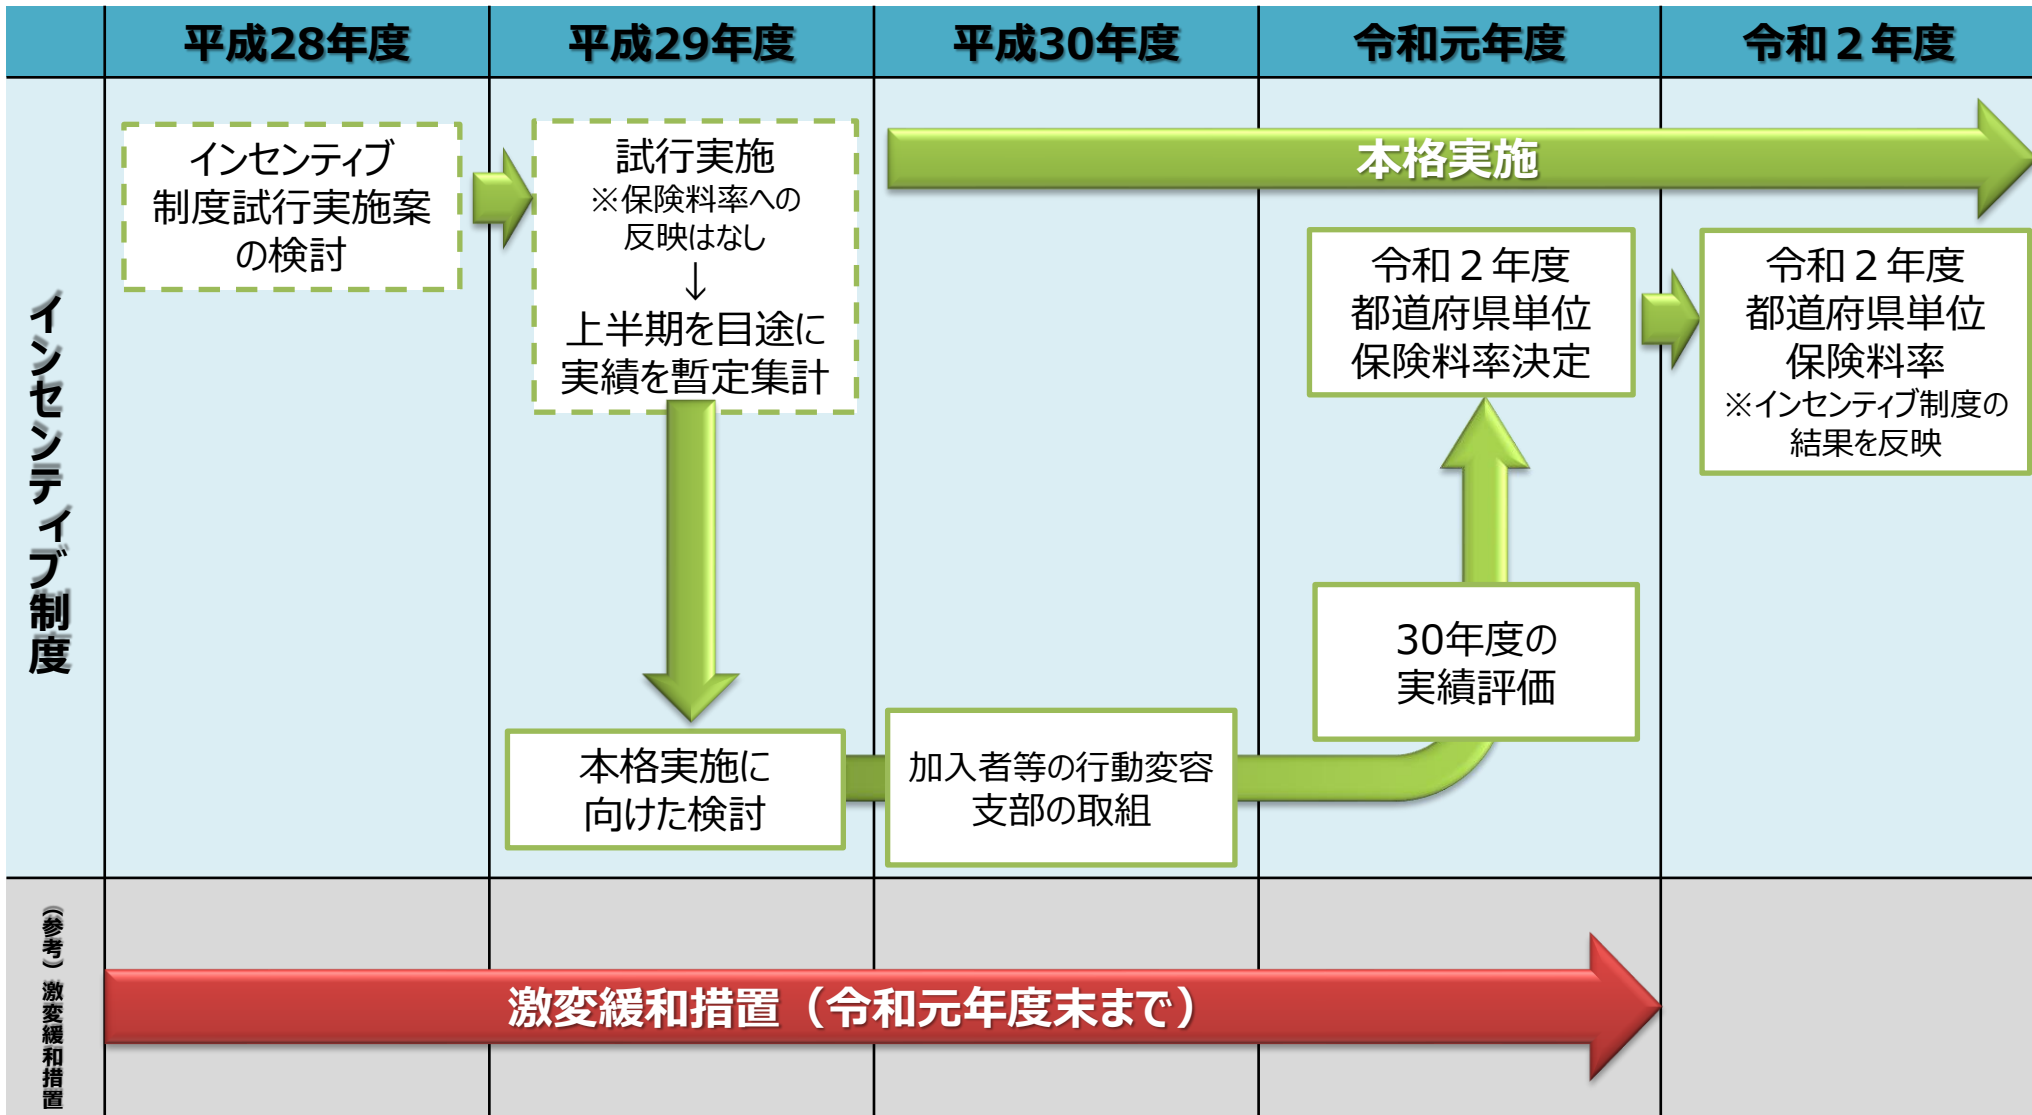 平成28年度
平成29年度
平成30年度
令和元年度
令和２年度
インセンティブ制度
インセンティブ
制度試行実施案
の検討
試行実施
※保険料率への
反映はなし
↓
上半期を目途に
実績を暫定集計
本格実施に
向けた検討
本格実施
加入者等の行動変容
支部の取組
30年度の
実績評価
令和２年度
都道府県単位
保険料率決定
令和２年度
都道府県単位
保険料率
※インセンティブ制度の
結果を反映
（参考）激変緩和措置
激変緩和措置（令和元年度末まで）